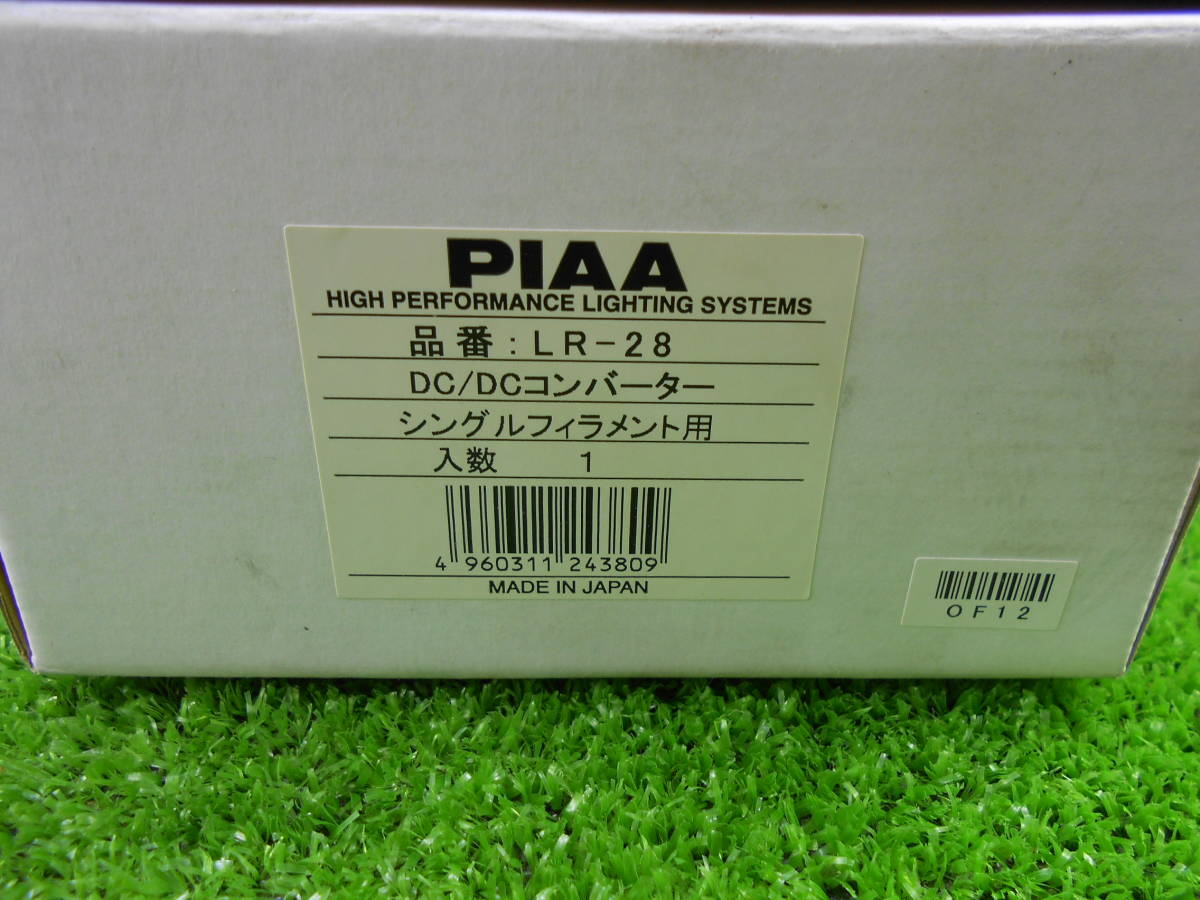 PIAA
HIGH PERFORMANCE LIGHTING SYSTEMS
品番:LR-28
DC/DCコンバーター
シングルフィラメント用
入数 1
4 960311 243809
MADE IN JAPAN
OF12